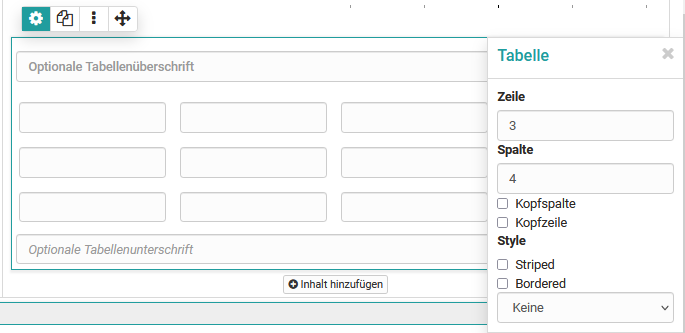 Optionale Tabellenüberschrift
Optionale Tabellenunterschrift
Inhalt hinzufügen
Tabelle
Zeile
3
Spalte
4
Kopfspalte
Kopfzeile
Style
Striped
Bordered
Keine